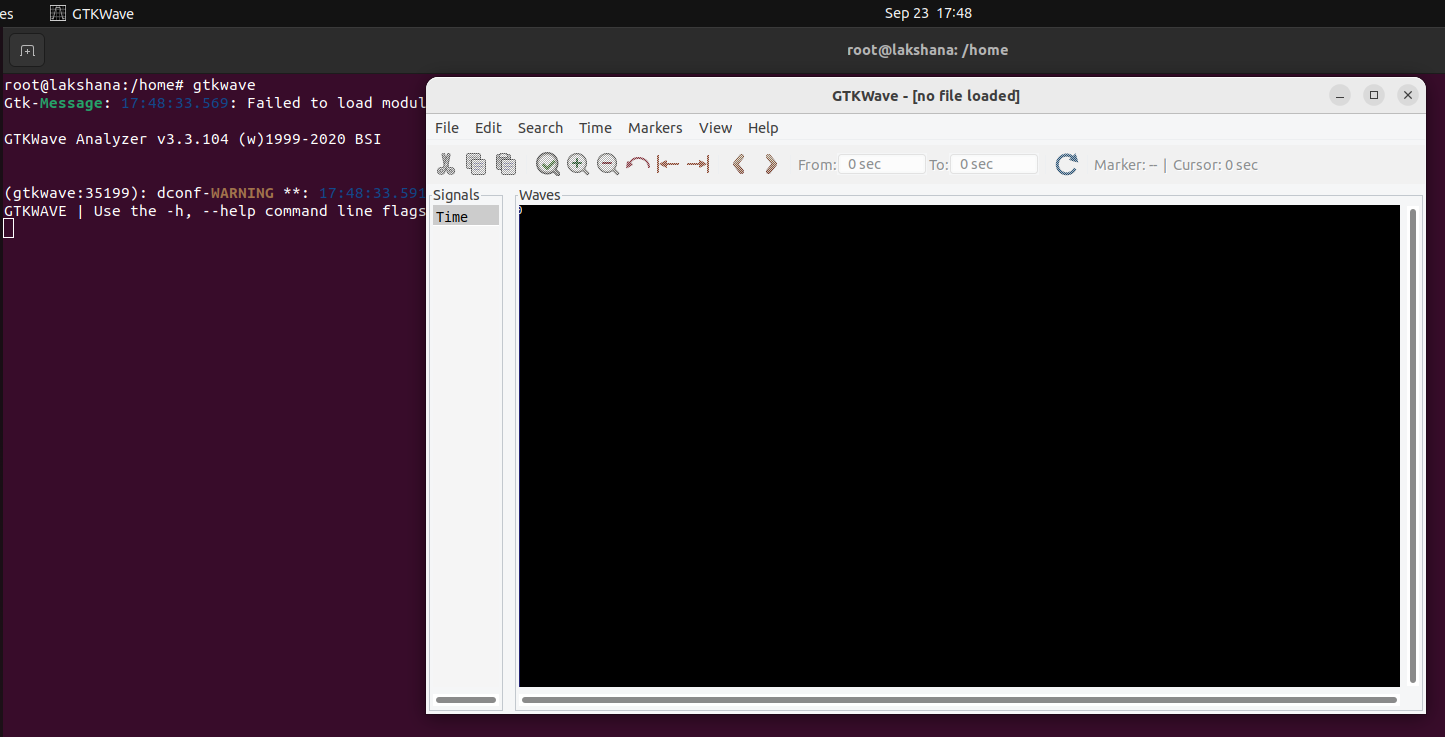 es GTKWave Sep 23 17:48
root@lakshana: /home
root@lakshana:/home# gtkwave
Gtk-Message: 17:48:33.569: Failed to load modul
GTKWave Analyzer v3.3.104 (w)1999-2020 BSI
(gtkwave:35199): dconf-WARNING **: 17:48:33.591
GTKWAVE | Use the -h, --help command line flags
GTKWave - [no file loaded]
File Edit Search Time Markers View Help
From: 0 sec To: 0 sec Marker: -- | Cursor: 0 sec
Signals
Time
Waves
0